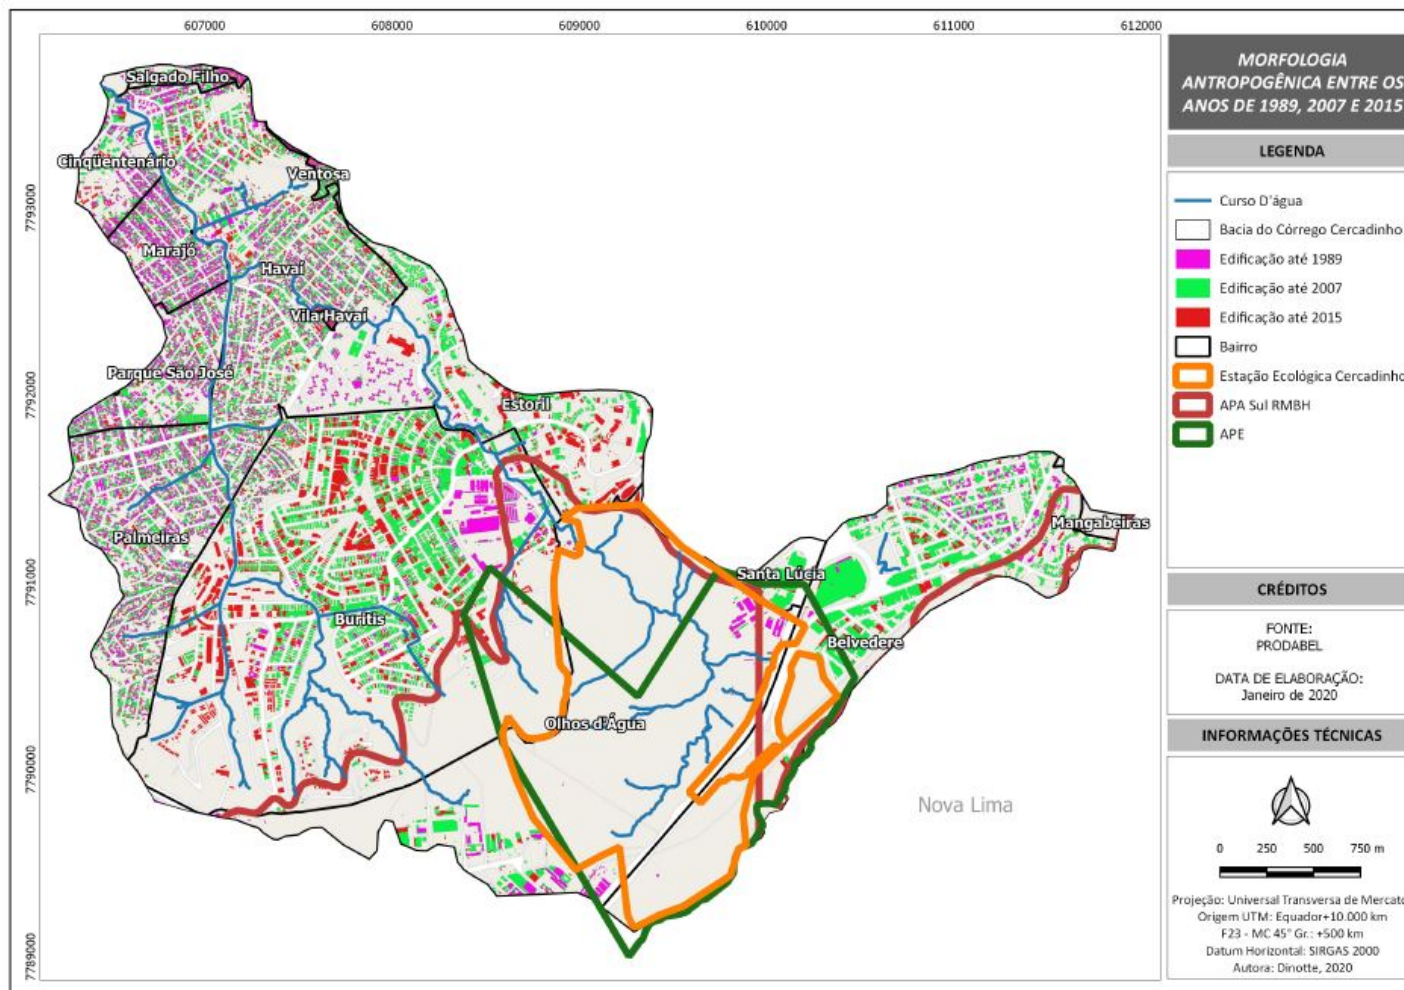 607000
608000
609000
610000
611000
612000
7793000
7792000
7791000
7790000
7789000
Salgado Filho
Cinqüentenário
Ventosa
Marajó
Havaí
Vila Havaí
Parque São José
Estoril
Palmeiras
Mangabeiras
Santa Lúcia
Buritis
Belvedere
Olhos d'Água
Nova Lima
MORFOLOGIA
ANTROPOGÊNICA ENTRE OS
ANOS DE 1989, 2007 E 2015
LEGENDA
Curso D'água
Bacia do Córrego Cercadinho
Edificação até 1989
Edificação até 2007
Edificação até 2015
Bairro
Estação Ecológica Cercadinho
APA Sul RMBH
APE
CRÉDITOS
FONTE:
PRODABEL
DATA DE ELABORAÇÃO:
Janeiro de 2020
INFORMAÇÕES TÉCNICAS
0 250 500 750 m
Projeção: Universal Transversa de Mercato
Origem UTM: Equador+10.000 km
F23 - MC 45° Gr.: +500 km
Datum Horizontal: SIRGAS 2000
Autora: Dinotte, 2020